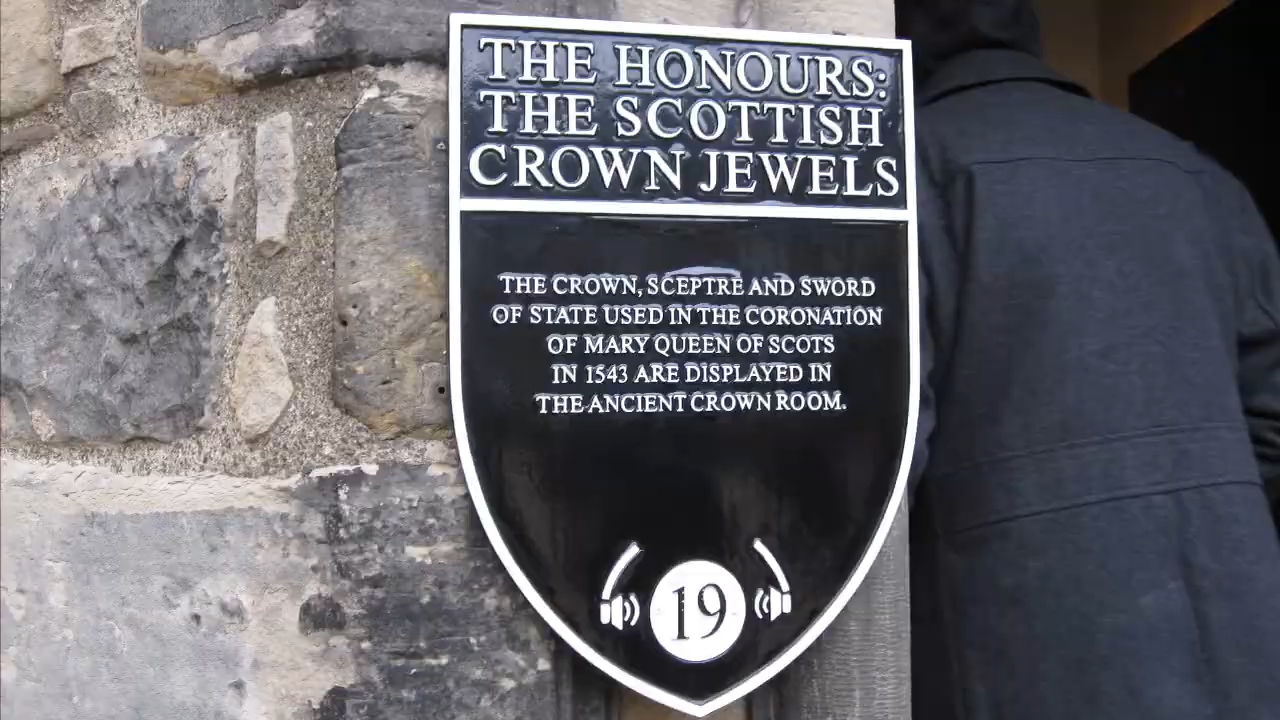 THE HONOURS:
THE SCOTTISH
CROWN JEWELS
THE CROWN, SCEPTRE AND SWORD
OF STATE USED IN THE CORONATION
OF MARY QUEEN OF SCOTS
IN 1543 ARE DISPLAYED IN
THE ANCIENT CROWN ROOM.
19